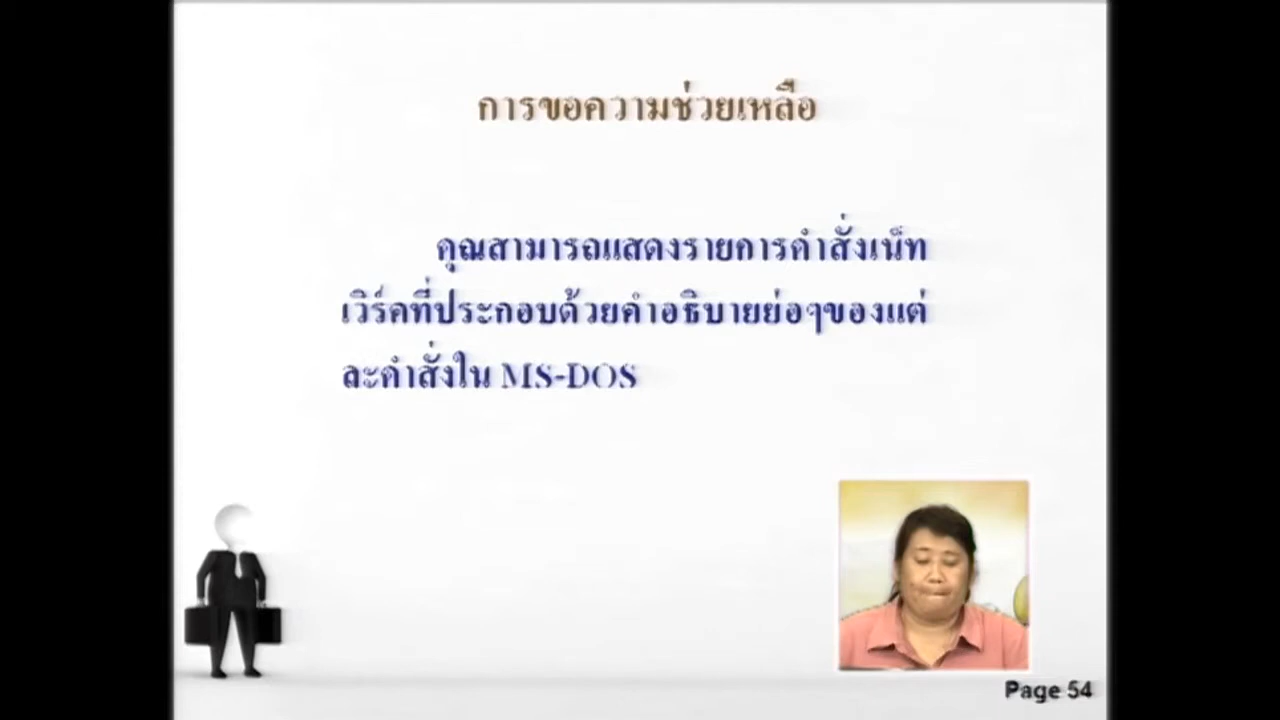 การขอความช่วยเหลือ
คุณสามารถแสดงรายการคำสั่งเน็ท
เวิร์คที่ประกอบด้วยคำอธิบายย่อๆของแต่
ละคำสั่งใน MS-DOS
Page 54